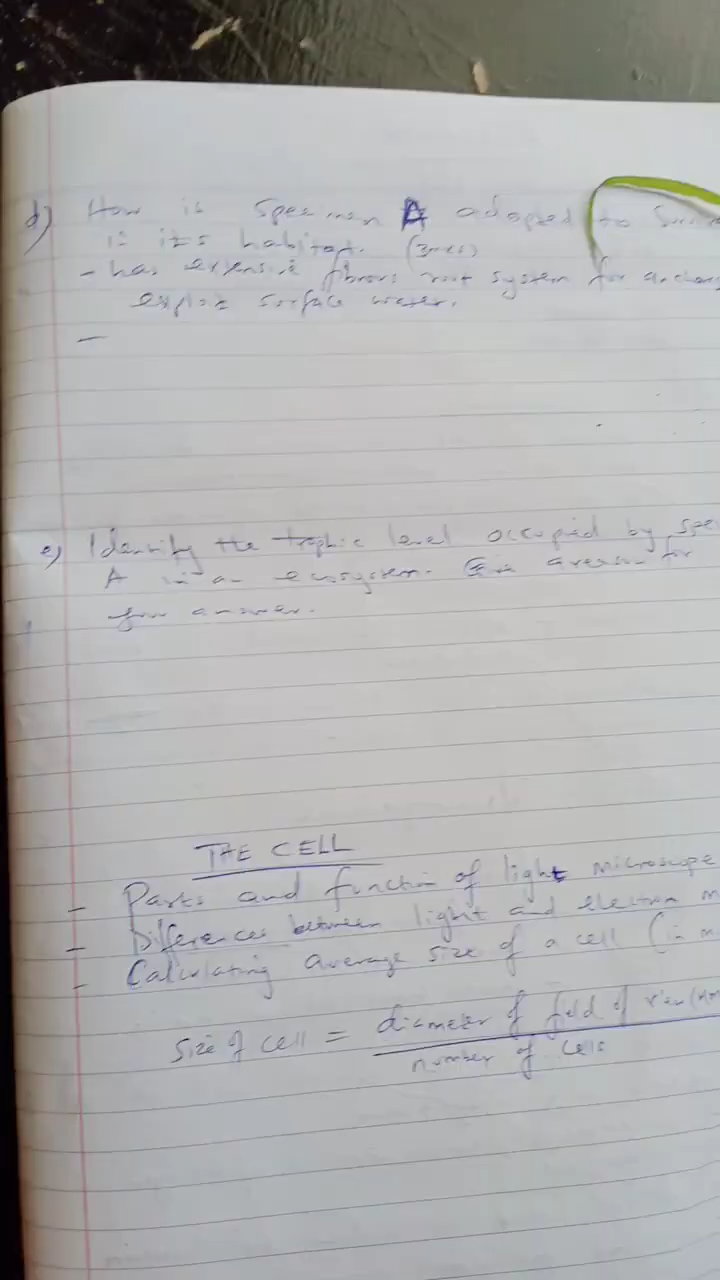 d) How is specimen A adapted to
in its habitat. (3mks)
- has extensive fibrous root system for
exploit surface water.
-
e) Identify the trophic level occupied by
A in an ecosystem. Give a reason for
your answer.
THE CELL
- Parts and function of light microscope
- Differences between light and electron
- Calculating average size of a cell (in
Size of cell = diameter of field of view
number of cells